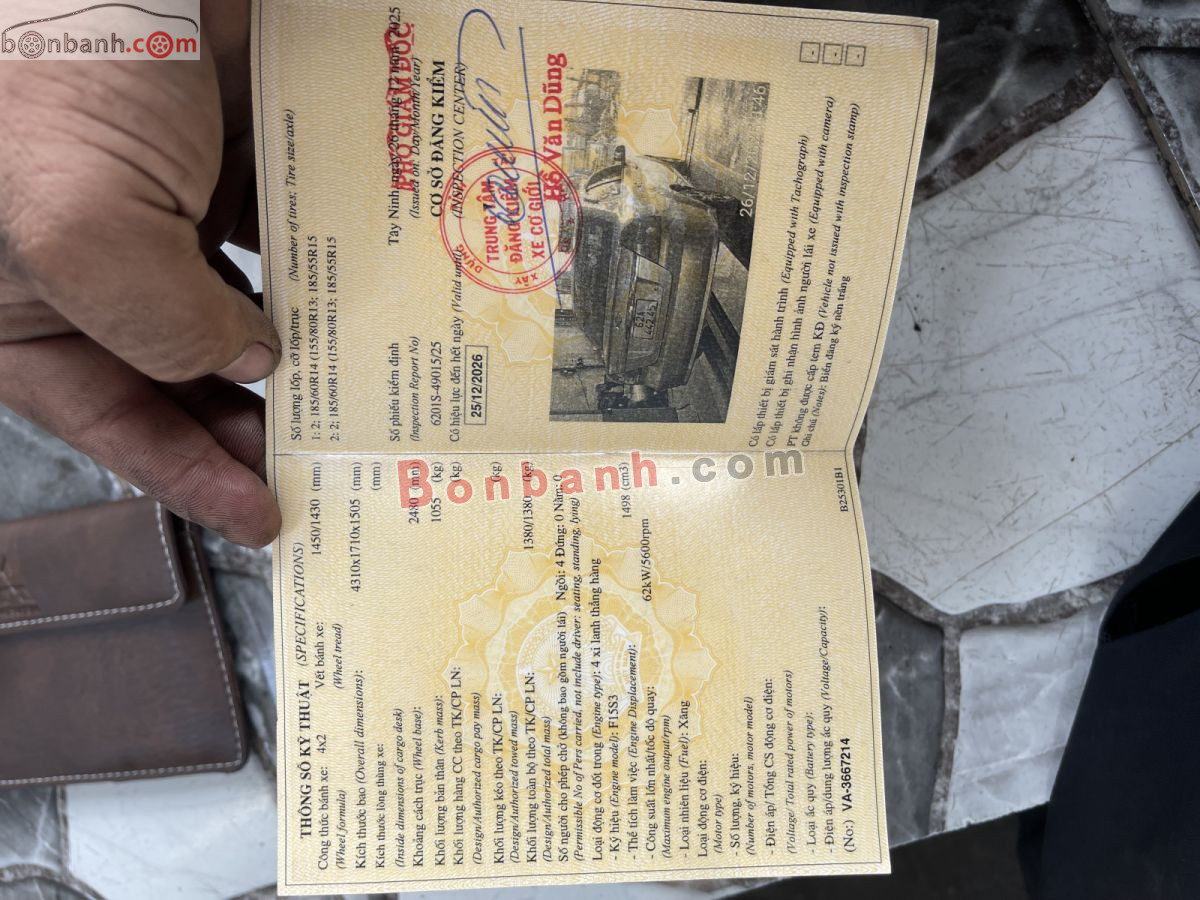 bonbanh.com
THÔNG SỐ KỸ THUẬT (SPECIFICATIONS)
Công thức bánh xe: 4x2 Vết bánh xe: 1450/1430 (mm)
(Wheel formula) (Wheel tread)
Kích thước bao (Overall dimensions): 4310x1710x1505 (mm)
Kích thước lòng thùng xe: (mm)
(Inside dimensions of cargo desk)
Khoảng cách trục (Wheel base): 2480 (mm)
Khối lượng bản thân (Kerb mass): 1055 (kg)
Khối lượng hàng CC theo TK/CP LN: (kg)
(Design/Authorized cargo pay mass)
Khối lượng kéo theo TK/CP LN: (kg)
(Design/Authorized towed mass)
Khối lượng toàn bộ theo TK/CP LN: 1380/1380 (kg)
(Design/Authorized total mass)
Số người cho phép chở (không bao gồm người lái) Ngồi: 4 Đứng: 0 Nằm: 0
(Permissible No of Pers carried, not include driver: seating, standing, lying)
Loại động cơ đốt trong (Engine type): 4 xi lanh thẳng hàng
- Ký hiệu (Engine model): F15S3
- Thể tích làm việc (Engine Displacement): 1498 (cm3)
- Công suất lớn nhất/tốc độ quay: 62kW/5600rpm
(Maximum engine output/rpm)
- Loại nhiên liệu (Fuel): Xăng
Loại động cơ điện:
(Motor type)
- Số lượng, ký hiệu:
(Number of motors, motor model)
- Điện áp/ Tổng CS động cơ điện:
(Voltage/ Total rated power of motors)
- Loại ắc quy (Battery type):
- Điện áp/dung lượng ắc quy (Voltage/Capacity):
(No:) VA-3667214
B25301B1
Số lượng lốp, cỡ lốp/trục (Number of tires; Tire size/axle)
1: 2; 185/60R14 (155/80R13; 185/55R15
2: 2; 185/60R14 (155/80R13; 185/55R15
Số phiếu kiểm định
(Inspection Report No)
6201S-49015/25
Có hiệu lực đến hết ngày (Valid until)
25/12/2026
Tây Ninh, ngày 26 tháng 12 năm 2025
(Issued on: Day/Month/Year)
CƠ SỞ ĐĂNG KIỂM
(INSPECTION CENTER)
PHÓ GIÁM ĐỐC
TRUNG TÂM
ĐĂNG KIỂM
XE CƠ GIỚI
XÂY
DỰNG
Hồ Văn Dũng
62A
442.45
Có lắp thiết bị giám sát hành trình (Equipped with Tachograph)
Có lắp thiết bị ghi nhận hình ảnh người lái xe (Equipped with camera)
PT không được cấp tem KĐ (Vehicle not issued with inspection stamp)
Ghi chú (Notes): Biển đăng ký nền trắng
Bonbanh.com